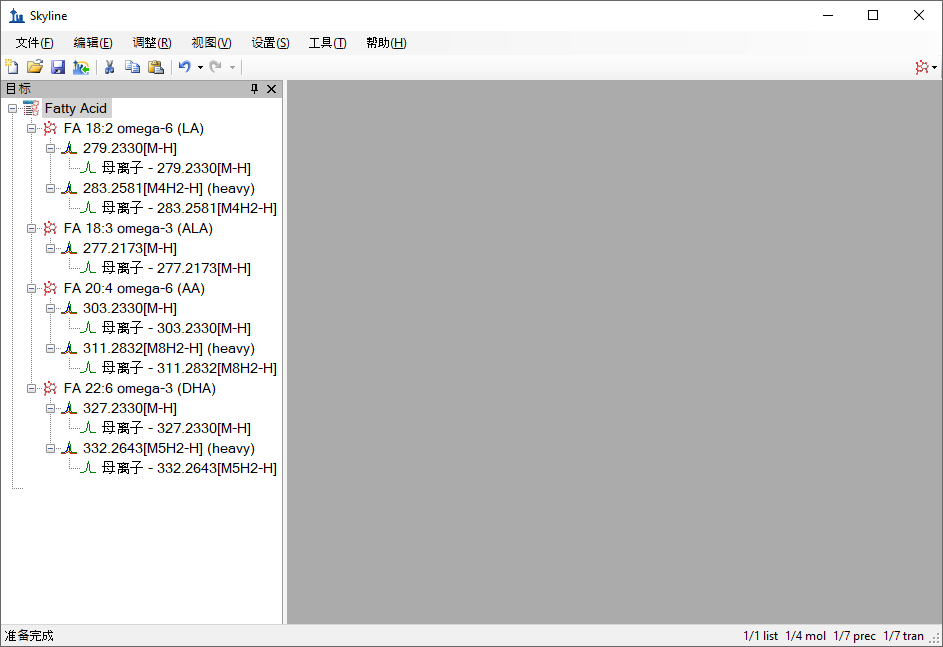 Skyline
文件(F) 编辑(E) 调整(R) 视图(V) 设置(S) 工具(T) 帮助(H)
目标
Fatty Acid
FA 18:2 omega-6 (LA)
279.2330[M-H]
母离子 - 279.2330[M-H]
283.2581[M4H2-H] (heavy)
母离子 - 283.2581[M4H2-H]
FA 18:3 omega-3 (ALA)
277.2173[M-H]
母离子 - 277.2173[M-H]
FA 20:4 omega-6 (AA)
303.2330[M-H]
母离子 - 303.2330[M-H]
311.2832[M8H2-H] (heavy)
母离子 - 311.2832[M8H2-H]
FA 22:6 omega-3 (DHA)
327.2330[M-H]
母离子 - 327.2330[M-H]
332.2643[M5H2-H] (heavy)
母离子 - 332.2643[M5H2-H]
准备完成 1/1 list 1/4 mol 1/7 prec 1/7 tran